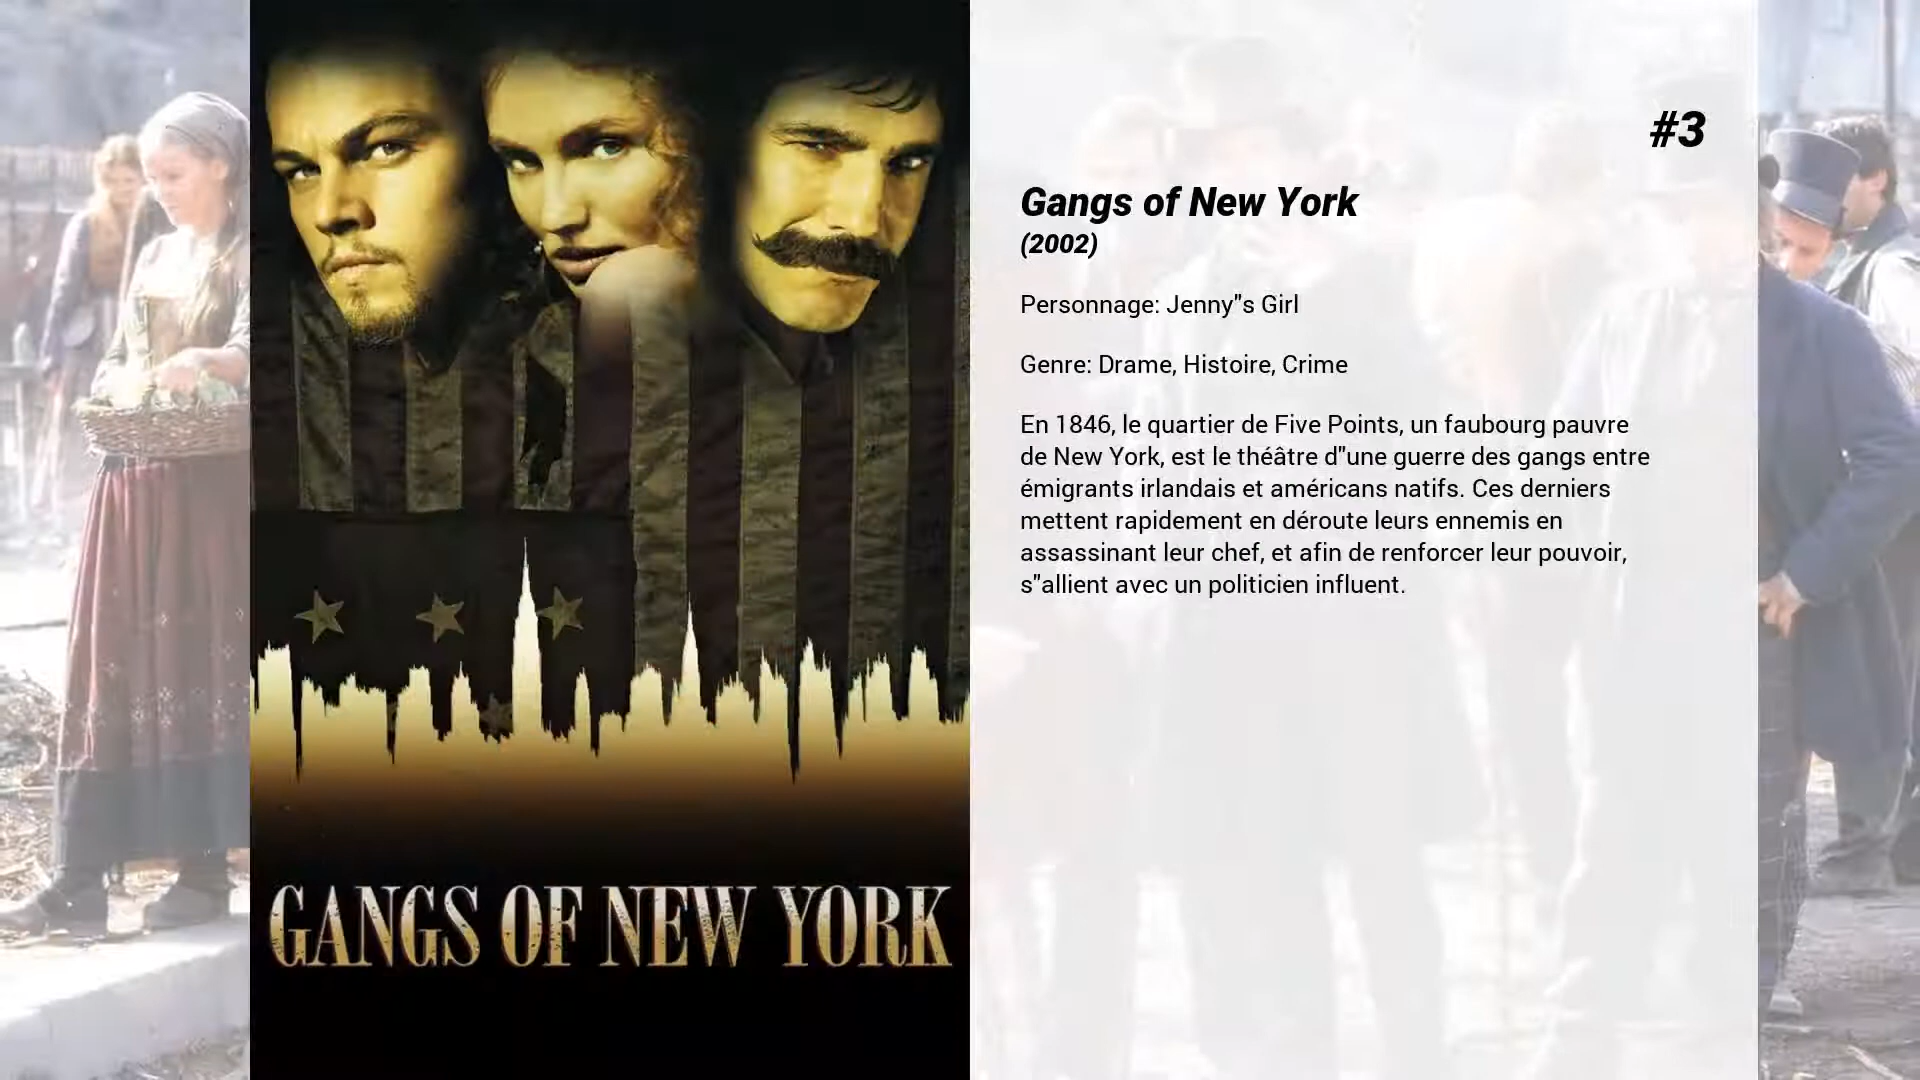 GANGS OF NEW YORK
#3
Gangs of New York
(2002)
Personnage: Jenny"s Girl
Genre: Drame, Histoire, Crime
En 1846, le quartier de Five Points, un faubourg pauvre
de New York, est le théâtre d"une guerre des gangs entre
émigrants irlandais et américans natifs. Ces derniers
mettent rapidement en déroute leurs ennemis en
assassinant leur chef, et afin de renforcer leur pouvoir,
s"allient avec un politicien influent.